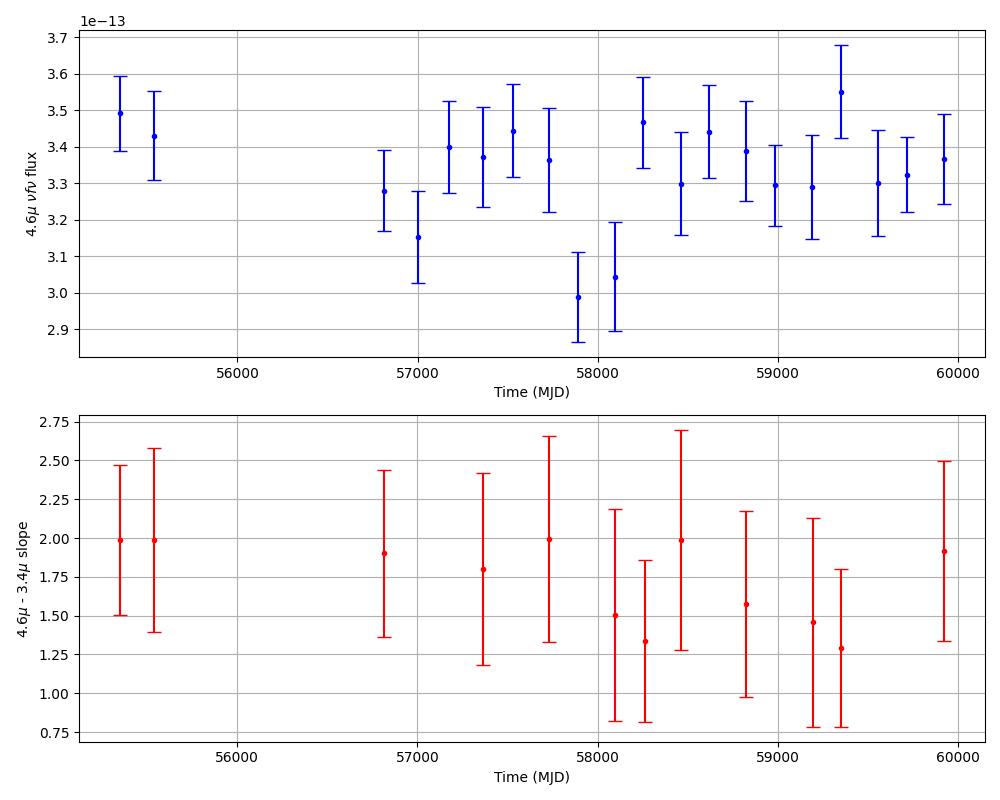 1e−13
3.7
3.6
3.5
3.4
3.3
3.2
3.1
3.0
2.9
4.6μ νfν flux
56000 57000 58000 59000 60000
Time (MJD)
2.75
2.50
2.25
2.00
1.75
1.50
1.25
1.00
0.75
4.6μ - 3.4μ slope
56000 57000 58000 59000 60000
Time (MJD)